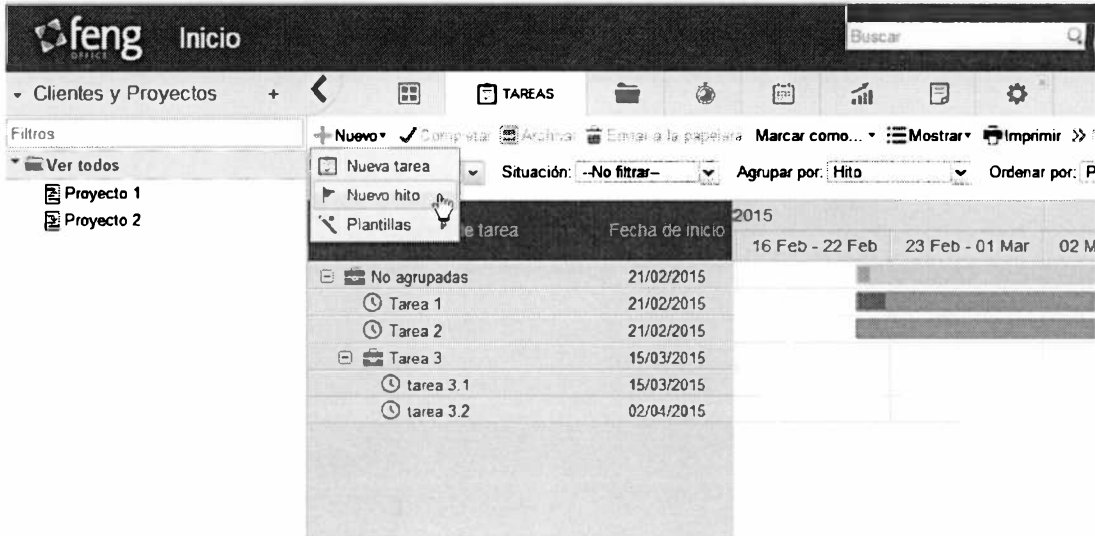 feng
OFFICE
Inicio
Buscar
Clientes y Proyectos +
TAREAS
Filtros
Nuevo Completar Archivar Enviar a la papelera Marcar como... Mostrar Imprimir
Ver todos
Nueva tarea
Situación: --No filtrar-- Agrupar por: Hito Ordenar por: P
Proyecto 1
Nuevo hito
Proyecto 2
Plantillas
te tarea Fecha de inicio
2015
16 Feb - 22 Feb 23 Feb - 01 Mar 02 M
No agrupadas 21/02/2015
Tarea 1 21/02/2015
Tarea 2 21/02/2015
Tarea 3 15/03/2015
tarea 3.1 15/03/2015
tarea 3.2 02/04/2015